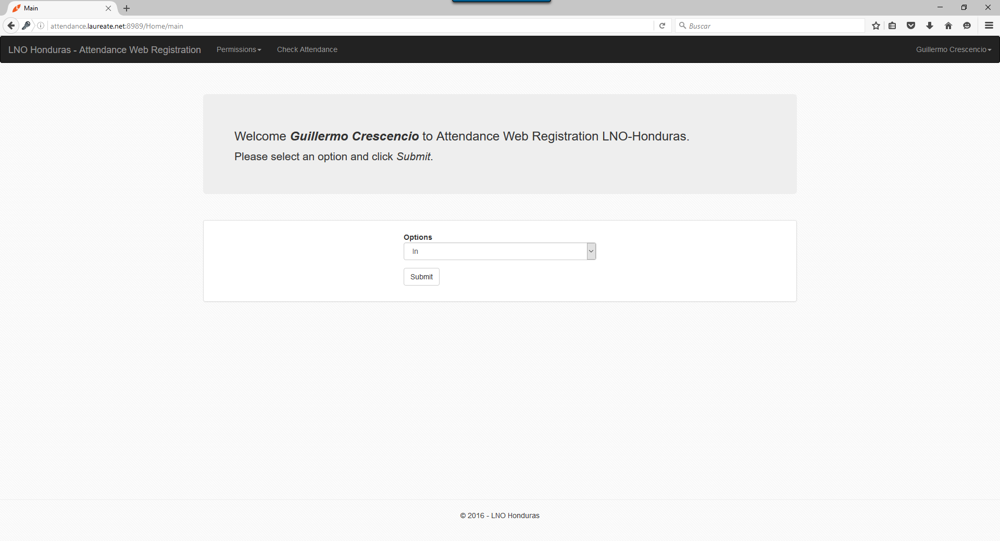 Main
attendance.laureate.net:8989/Home/main
Buscar
LNO Honduras - Attendance Web Registration
Permissions
Check Attendance
Guillermo Crescencio
Welcome Guillermo Crescencio to Attendance Web Registration LNO-Honduras.
Please select an option and click Submit.
Options
In
Submit
© 2016 - LNO Honduras